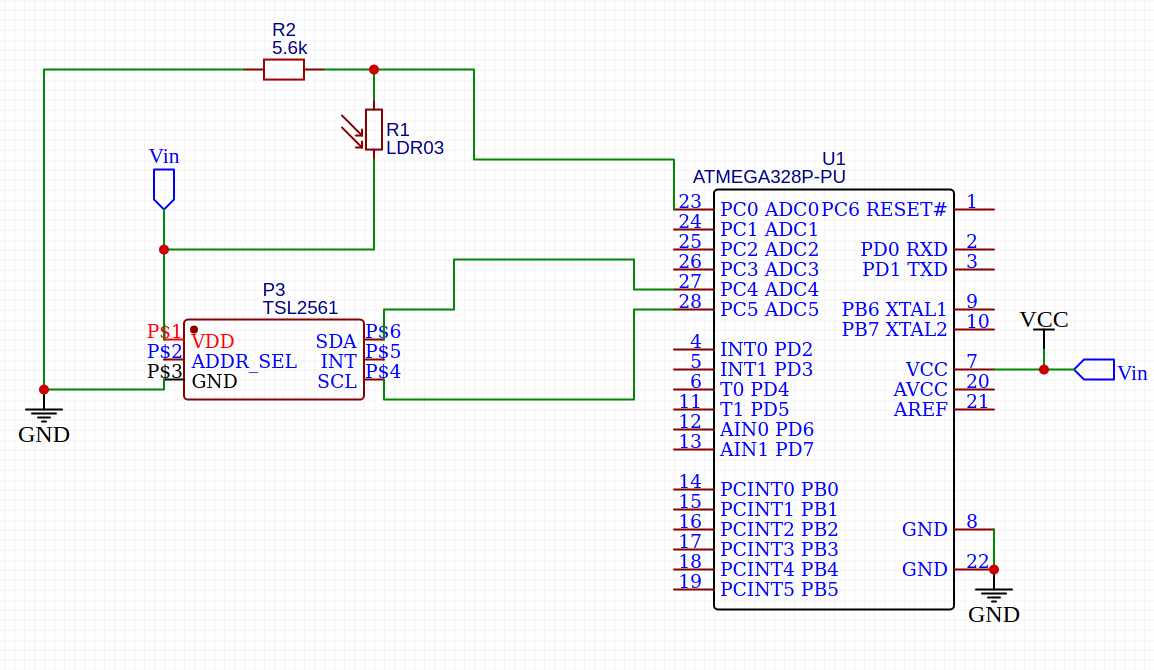 R2
5.6k
R1
LDR03
Vin
P3
TSL2561
P$1 VDD
P$2 ADDR_SEL
P$3 GND
SDA P$6
INT P$5
SCL P$4
GND
U1
ATMEGA328P-PU
23 PC0 ADC0
24 PC1 ADC1
25 PC2 ADC2
26 PC3 ADC3
27 PC4 ADC4
28 PC5 ADC5
4 INT0 PD2
5 INT1 PD3
6 T0 PD4
11 T1 PD5
12 AIN0 PD6
13 AIN1 PD7
14 PCINT0 PB0
15 PCINT1 PB1
16 PCINT2 PB2
17 PCINT3 PB3
18 PCINT4 PB4
19 PCINT5 PB5
PC6 RESET# 1
PD0 RXD 2
PD1 TXD 3
PB6 XTAL1 9
PB7 XTAL2 10
VCC 7
AVCC 20
AREF 21
GND 8
GND 22
VCC
Vin
GND